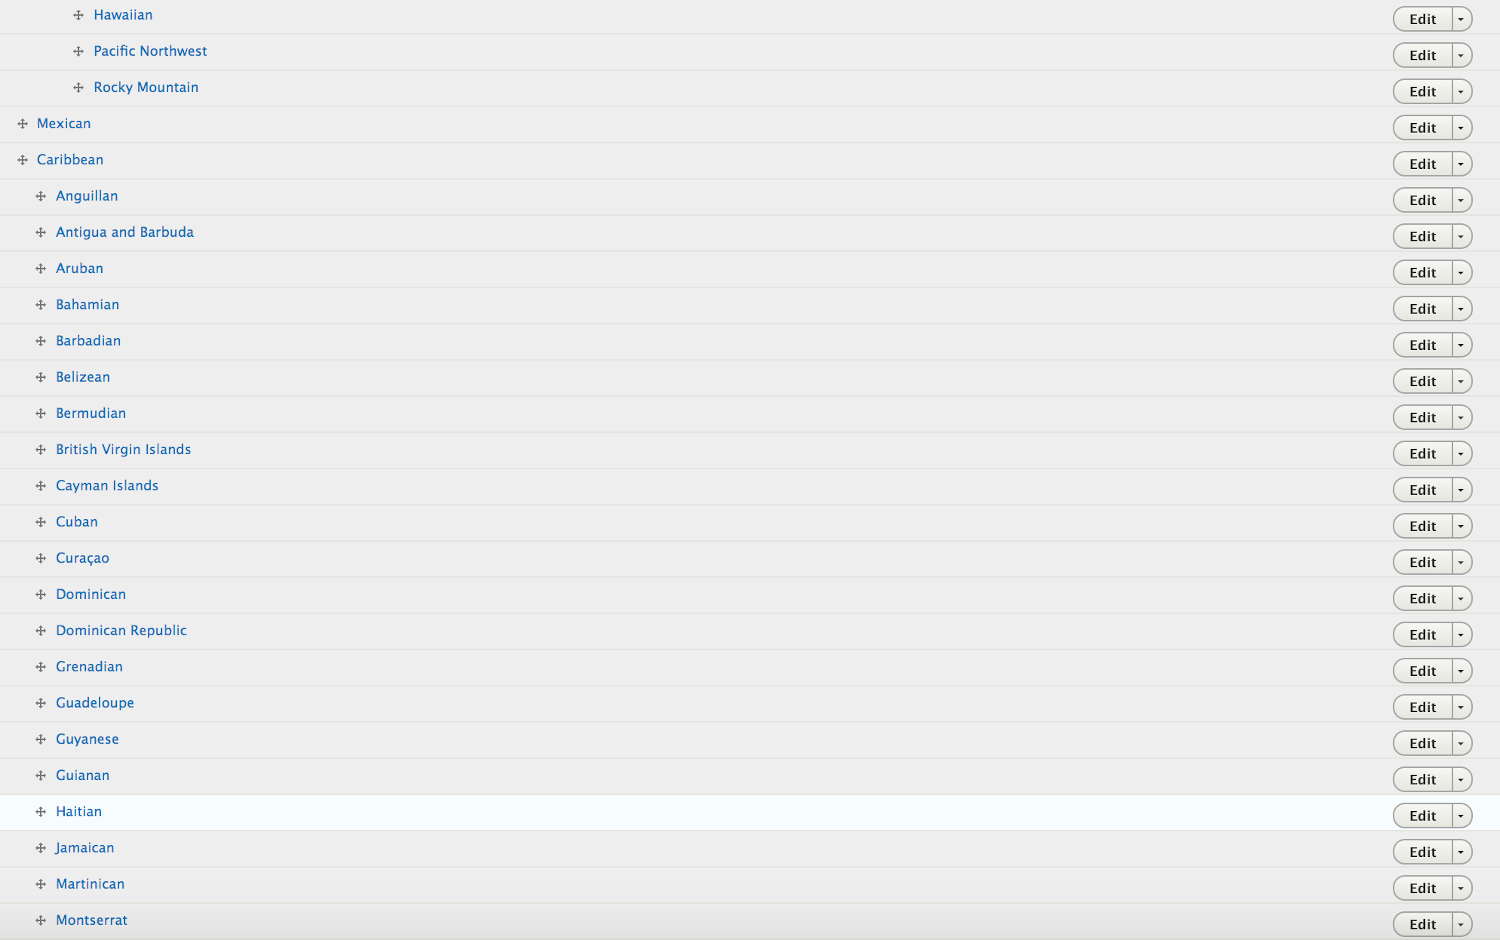 Hawaiian Edit
Pacific Northwest Edit
Rocky Mountain Edit
Mexican Edit
Caribbean Edit
Anguillan Edit
Antigua and Barbuda Edit
Aruban Edit
Bahamian Edit
Barbadian Edit
Belizean Edit
Bermudian Edit
British Virgin Islands Edit
Cayman Islands Edit
Cuban Edit
Curaçao Edit
Dominican Edit
Dominican Republic Edit
Grenadian Edit
Guadeloupe Edit
Guyanese Edit
Guianan Edit
Haitian Edit
Jamaican Edit
Martinican Edit
Montserrat Edit